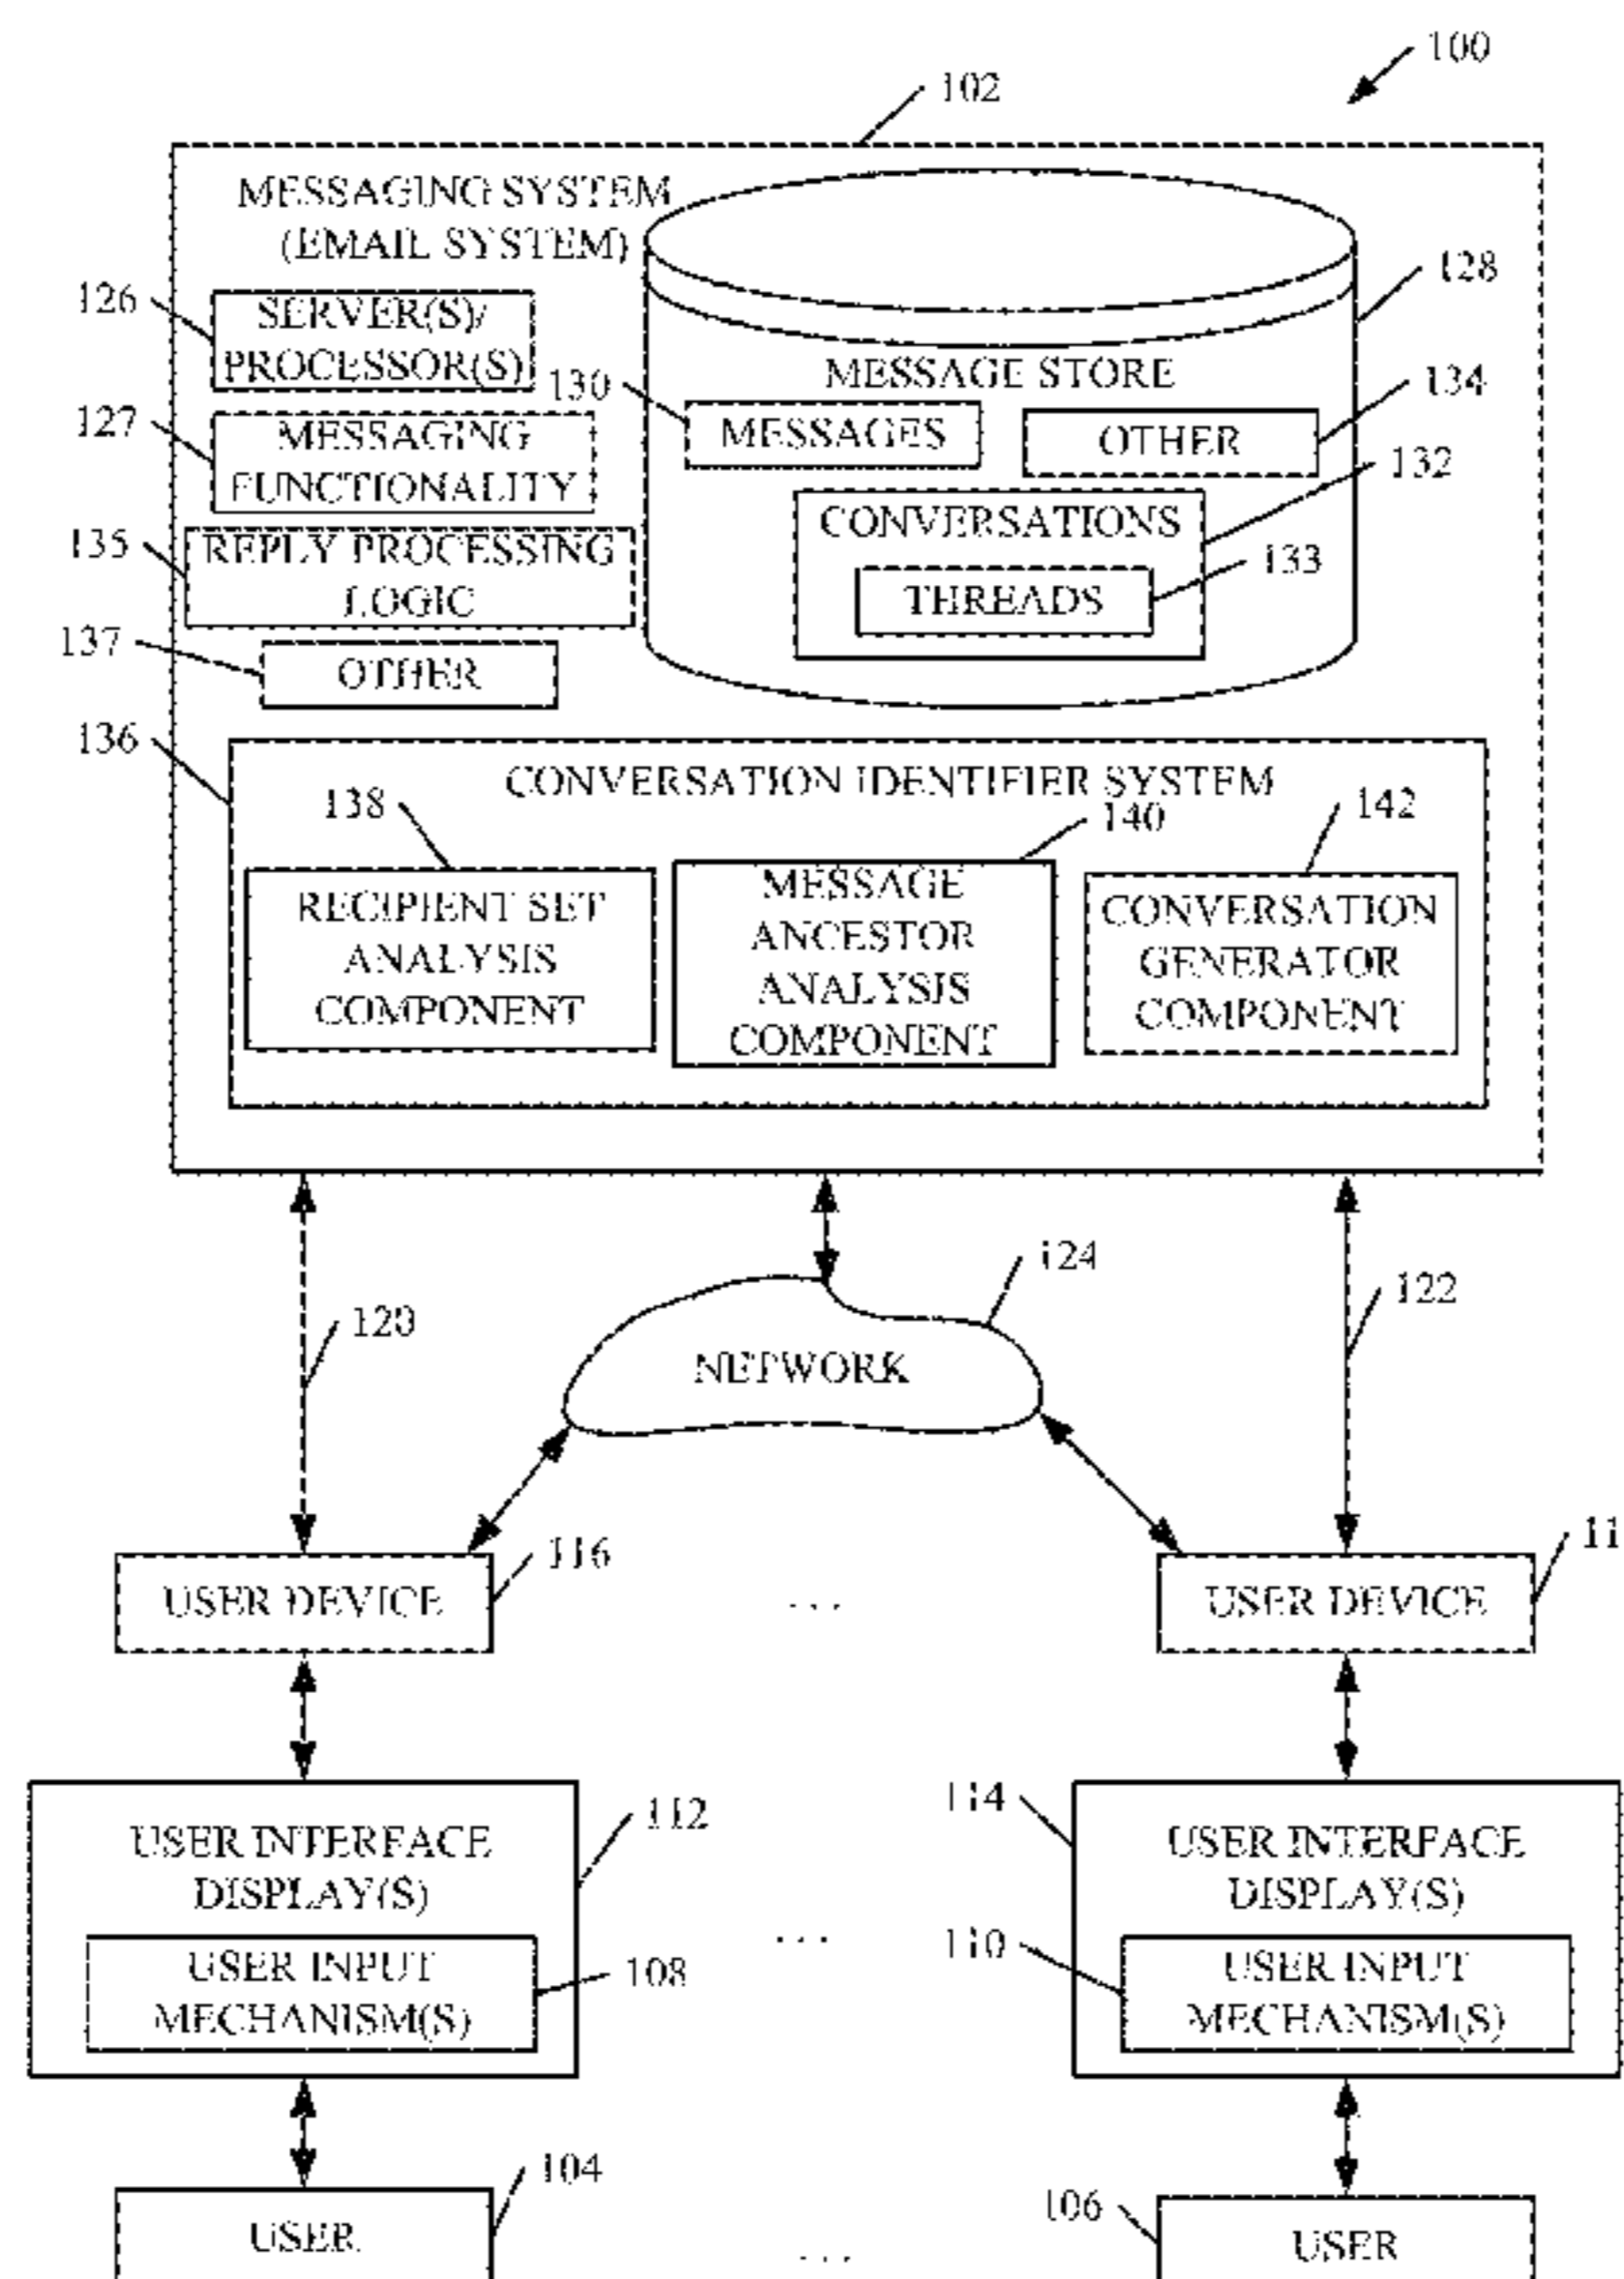 100
102
MESSAGING SYSTEM
(EMAIL SYSTEM)
128
126
SERVER(S)/
PROCESSOR(S)
MESSAGE STORE
130
134
127
MESSAGING
FUNCTIONALITY
MESSAGES
OTHER
132
CONVERSATIONS
135
REPLY PROCESSING
LOGIC
133
THREADS
137
OTHER
136
CONVERSATION IDENTIFIER SYSTEM
138
140
142
RECIPIENT SET
ANALYSIS
COMPONENT
MESSAGE
ANCESTOR
ANALYSIS
COMPONENT
CONVERSATION
GENERATOR
COMPONENT
124
120
122
NETWORK
116
11
USER DEVICE
...
USER DEVICE
112
114
USER INTERFACE
DISPLAY(S)
USER INTERFACE
DISPLAY(S)
...
108
110
USER INPUT
MECHANISM(S)
USER INPUT
MECHANISM(S)
104
106
USER
...
USER